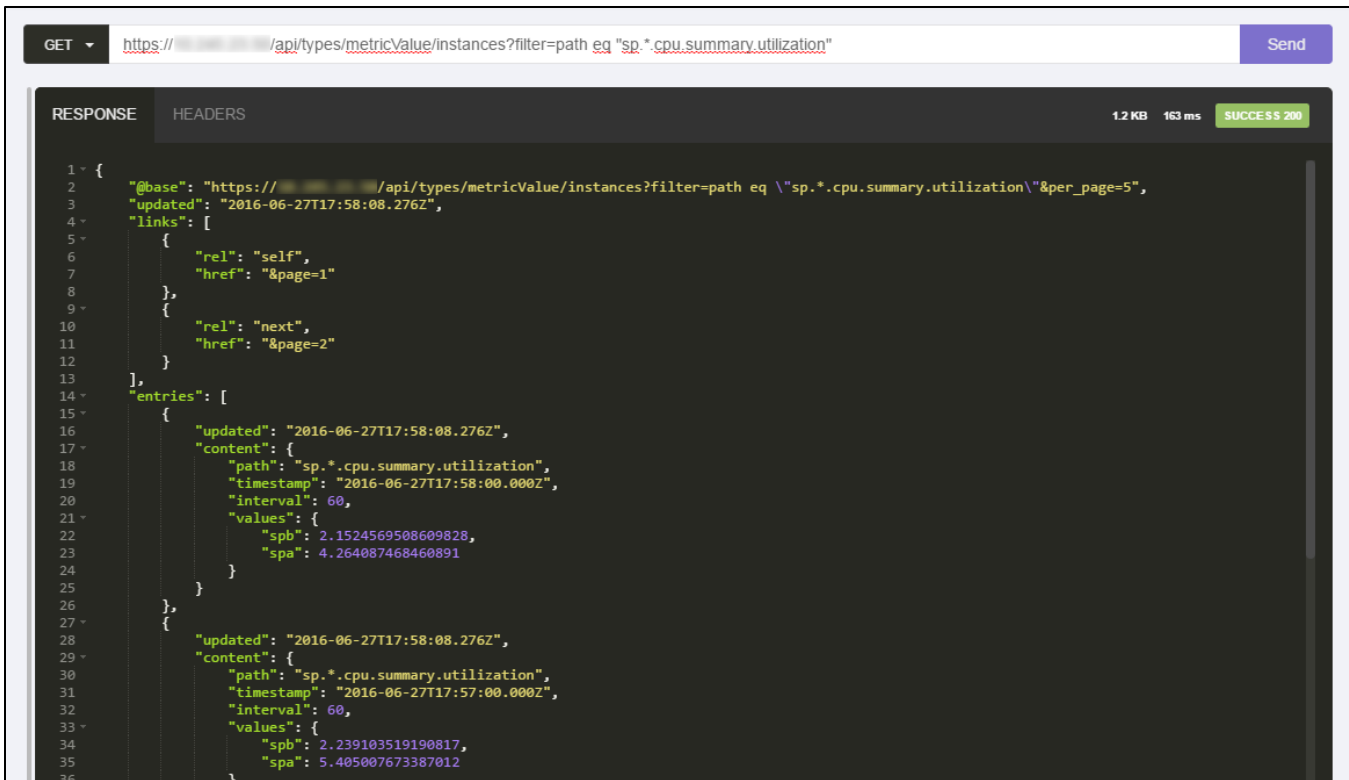 GET https:// /api/types/metricValue/instances?filter=path eq "sp.*.cpu.summary.utilization" Send
RESPONSE HEADERS 1.2 KB 163 ms SUCCESS 200
1 {
2 "@base": "https:// /api/types/metricValue/instances?filter=path eq \"sp.*.cpu.summary.utilization\"&per_page=5",
3 "updated": "2016-06-27T17:58:08.276Z",
4 "links": [
5 {
6 "rel": "self",
7 "href": "&page=1"
8 },
9 {
10 "rel": "next",
11 "href": "&page=2"
12 }
13 ],
14 "entries": [
15 {
16 "updated": "2016-06-27T17:58:08.276Z",
17 "content": {
18 "path": "sp.*.cpu.summary.utilization",
19 "timestamp": "2016-06-27T17:58:00.000Z",
20 "interval": 60,
21 "values": {
22 "spb": 2.1524569508609828,
23 "spa": 4.264087468460891
24 }
25 }
26 },
27 {
28 "updated": "2016-06-27T17:58:08.276Z",
29 "content": {
30 "path": "sp.*.cpu.summary.utilization",
31 "timestamp": "2016-06-27T17:57:00.000Z",
32 "interval": 60,
33 "values": {
34 "spb": 2.239103519190817,
35 "spa": 5.405007673387012
36 }